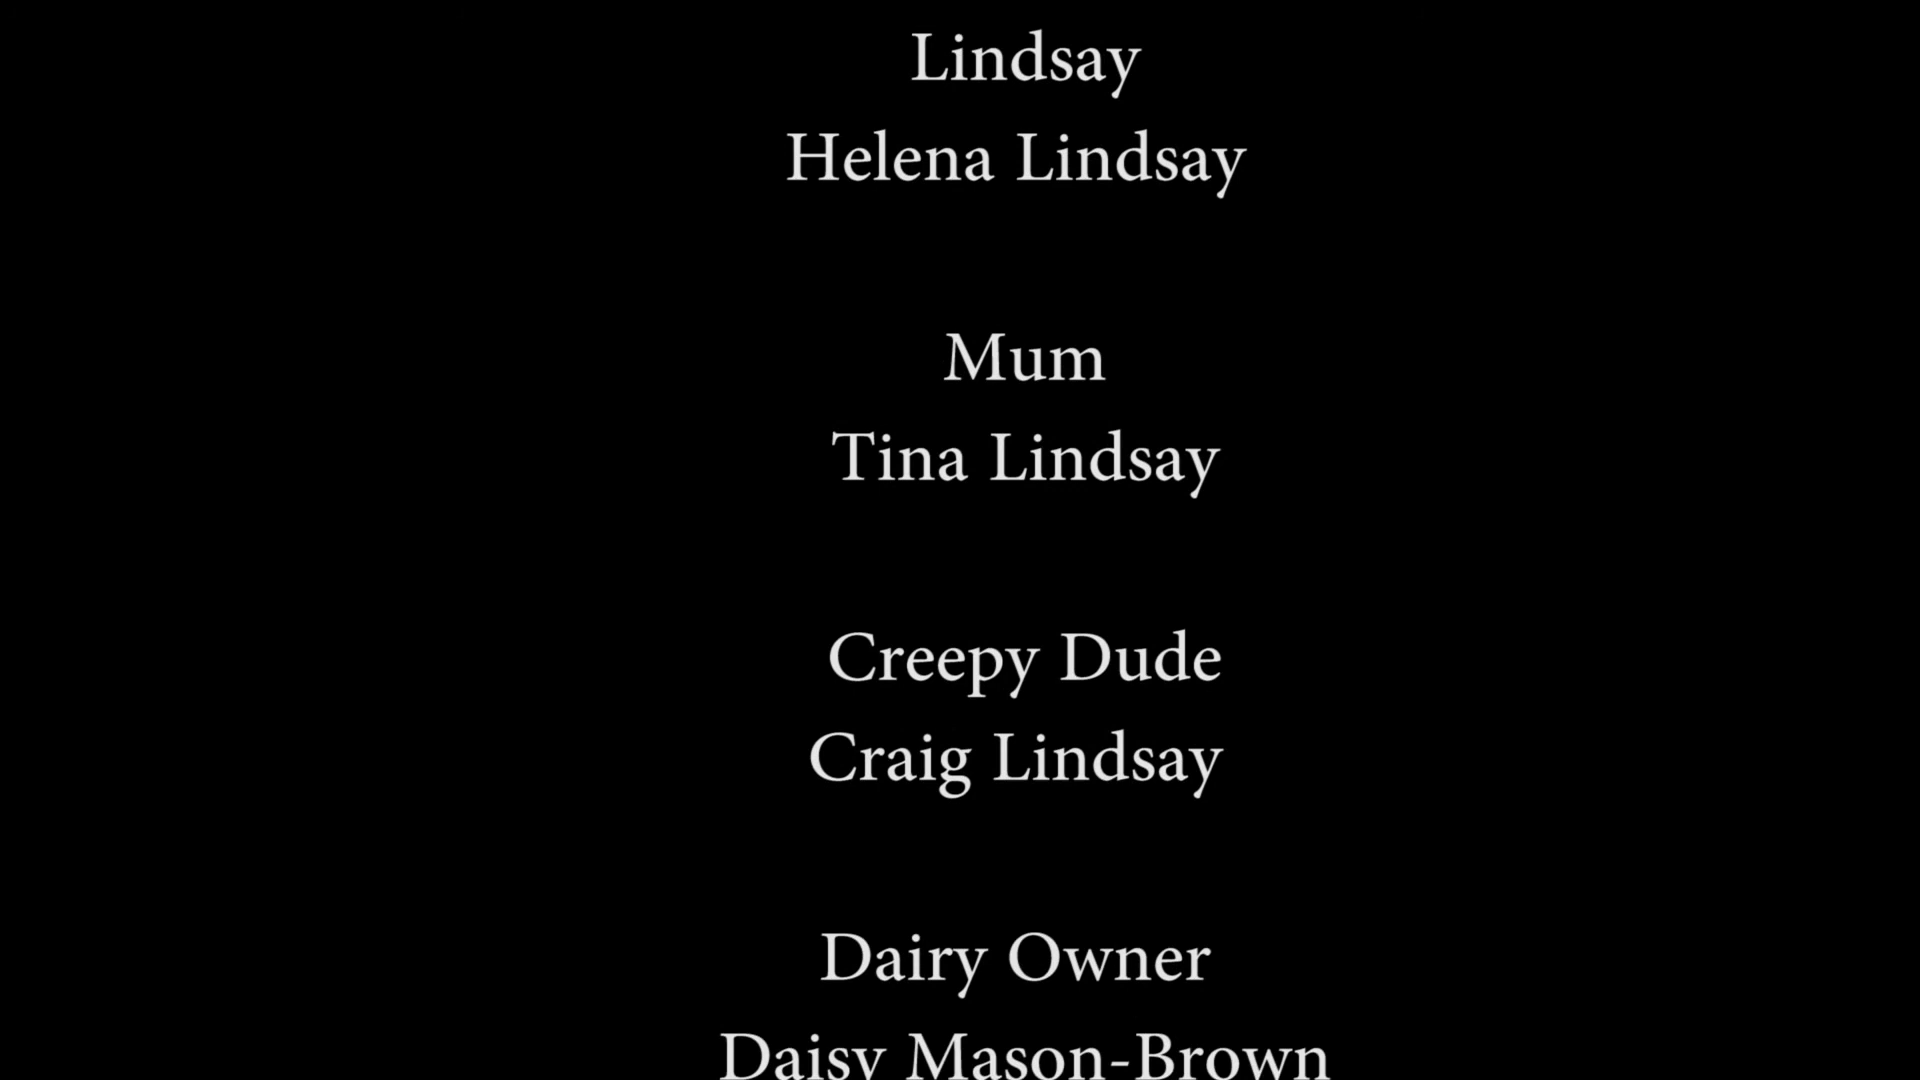 Lindsay
Helena Lindsay
Mum
Tina Lindsay
Creepy Dude
Craig Lindsay
Dairy Owner
Daisy Mason-Brown